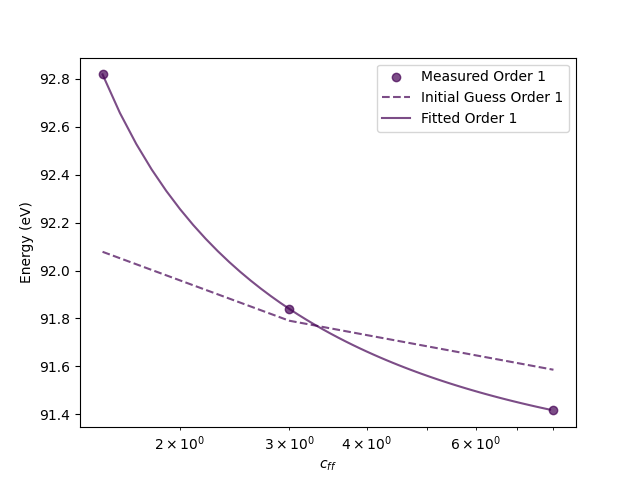 Measured Order 1
Initial Guess Order 1
Fitted Order 1
92.8
92.6
92.4
92.2
92.0
91.8
91.6
91.4
Energy (eV)
2 × 10⁰
3 × 10⁰
4 × 10⁰
6 × 10⁰
c_ff